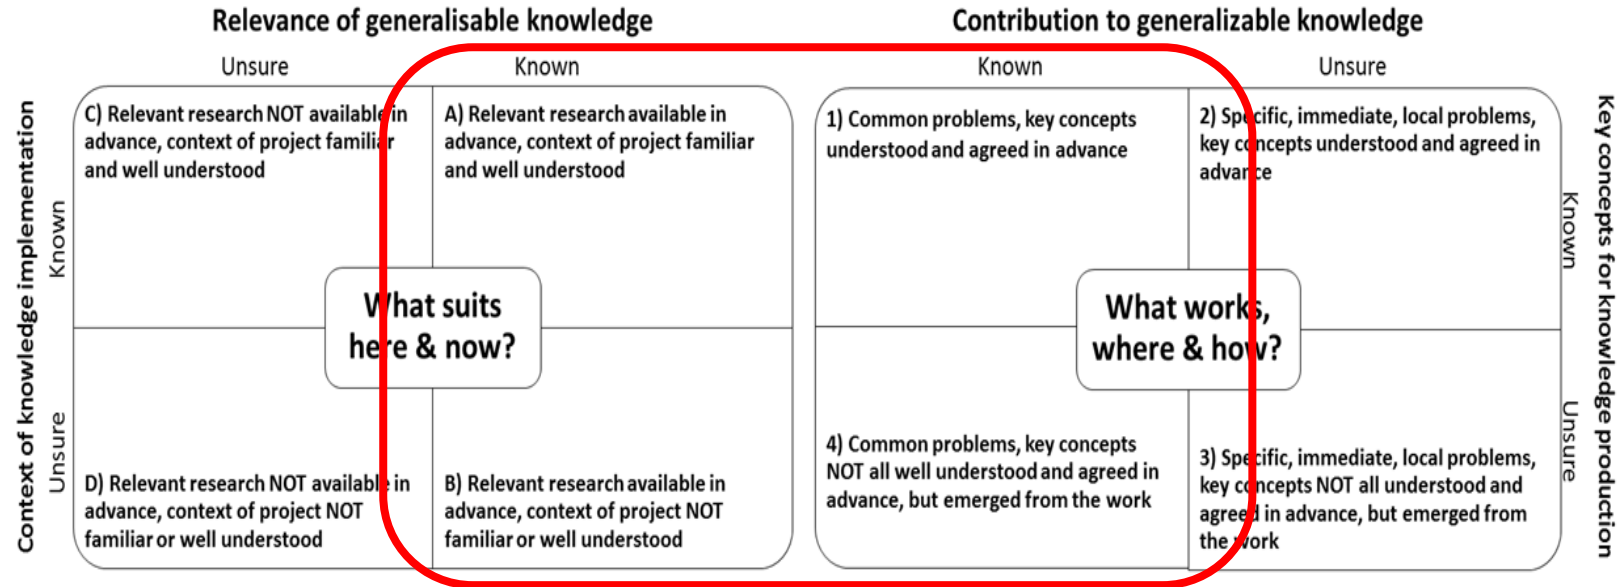 Relevance of generalisable knowledge
Contribution to generalizable knowledge
Unsure
Known
Known
Unsure
Context of knowledge implementation
Known
Unsure
C) Relevant research NOT available in
advance, context of project familiar
and well understood
A) Relevant research available in
advance, context of project familiar
and well understood
What suits
here & now?
D) Relevant research NOT available in
advance, context of project NOT
familiar or well understood
B) Relevant research available in
advance, context of project NOT
familiar or well understood
1) Common problems, key concepts
understood and agreed in advance
2) Specific, immediate, local problems,
key concepts understood and agreed in
advance
What works,
where & how?
4) Common problems, key concepts
NOT all well understood and agreed in
advance, but emerged from the work
3) Specific, immediate, local problems,
key concepts NOT all understood and
agreed in advance, but emerged from
the work
Known
Unsure
Key concepts for knowledge production